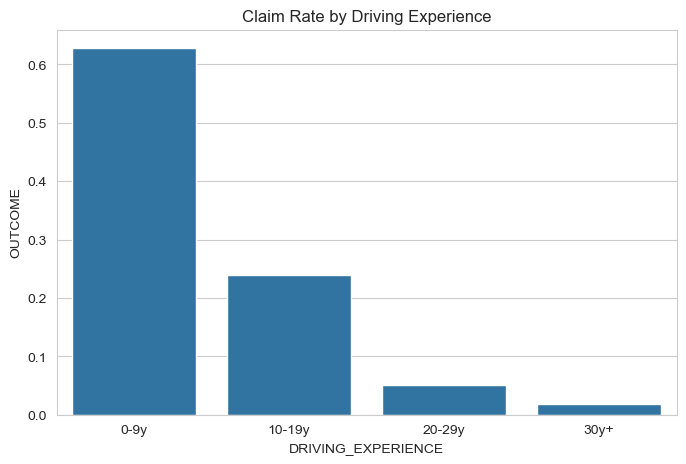 Claim Rate by Driving Experience
0.6
0.5
0.4
0.3
0.2
0.1
0.0
OUTCOME
0-9y 10-19y 20-29y 30y+
DRIVING_EXPERIENCE